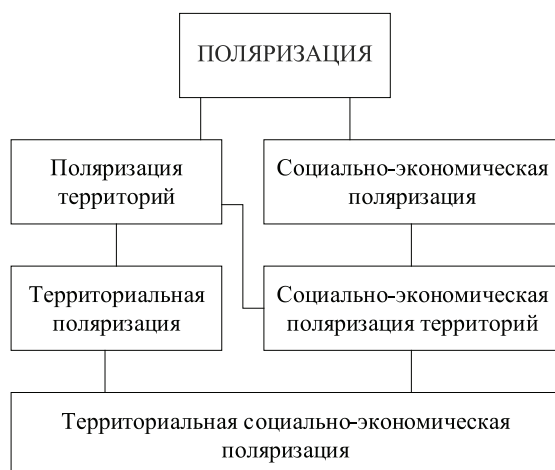 ПОЛЯРИЗАЦИЯ
Поляризация
территорий
Социально-экономическая
поляризация
Территориальная
поляризация
Социально-экономическая
поляризация территорий
Территориальная социально-экономическая
поляризация